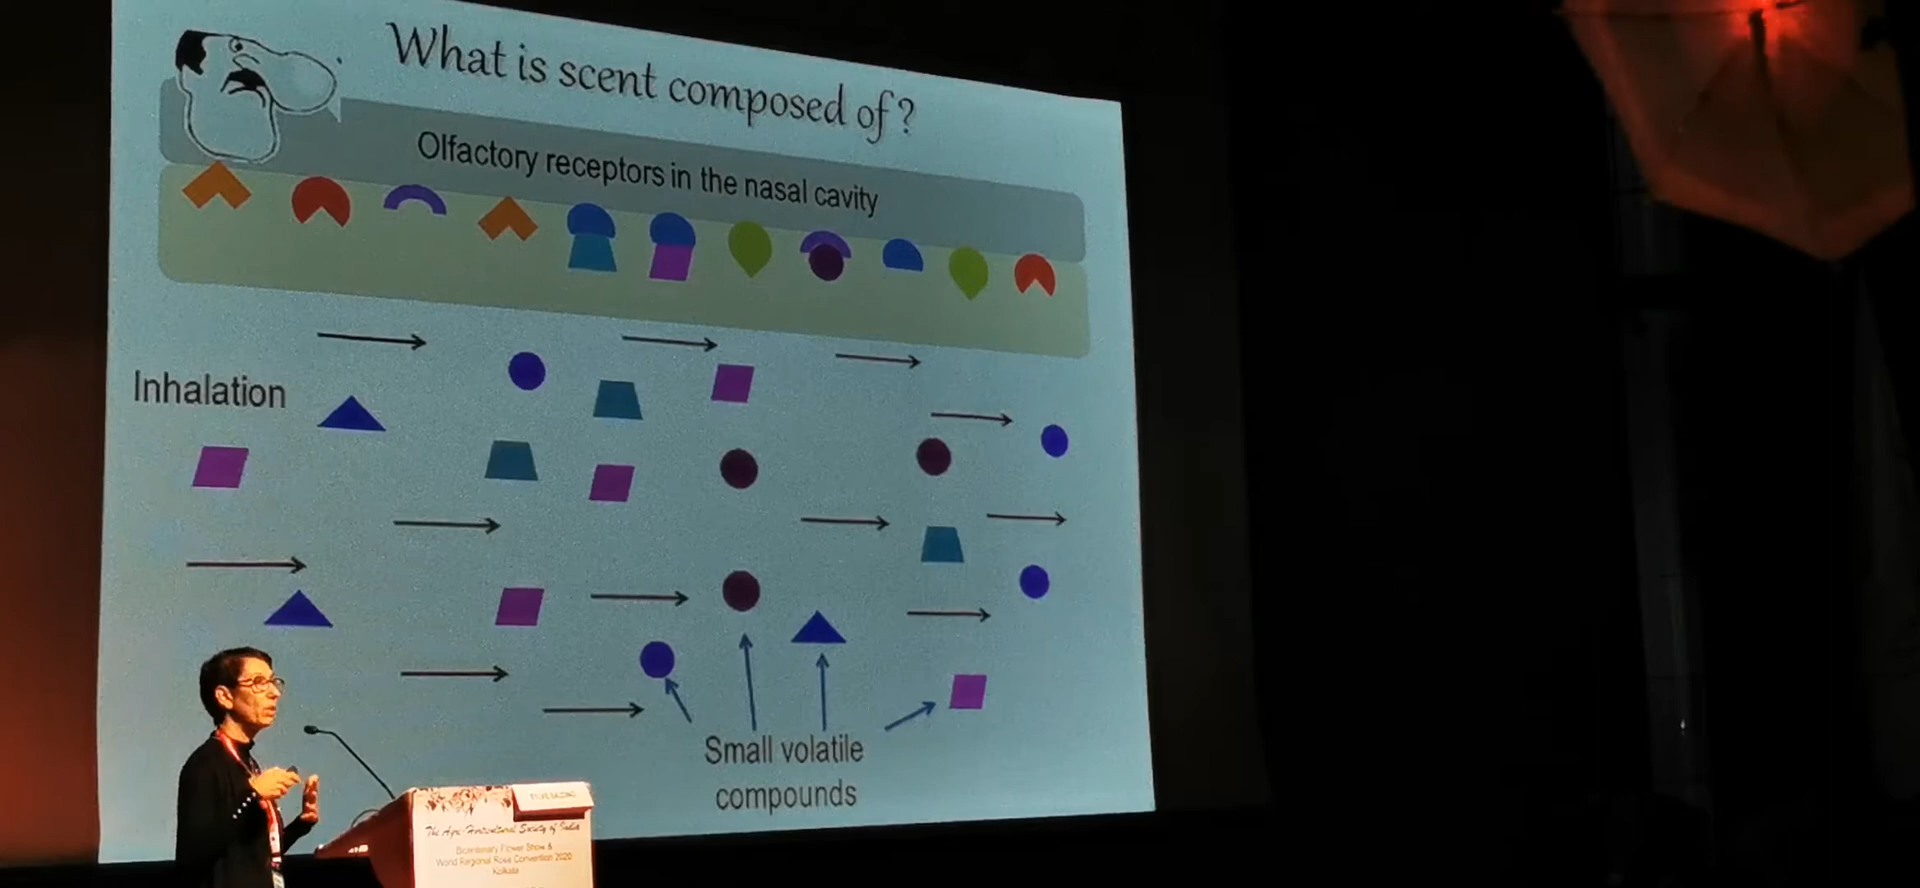 What is scent composed of?
Olfactory receptors in the nasal cavity
Inhalation
Small volatile
compounds
The Agri-Horticultural Society of India
Bicentenary Flower Show &
World Regional Rose Convention 2020
Kolkata